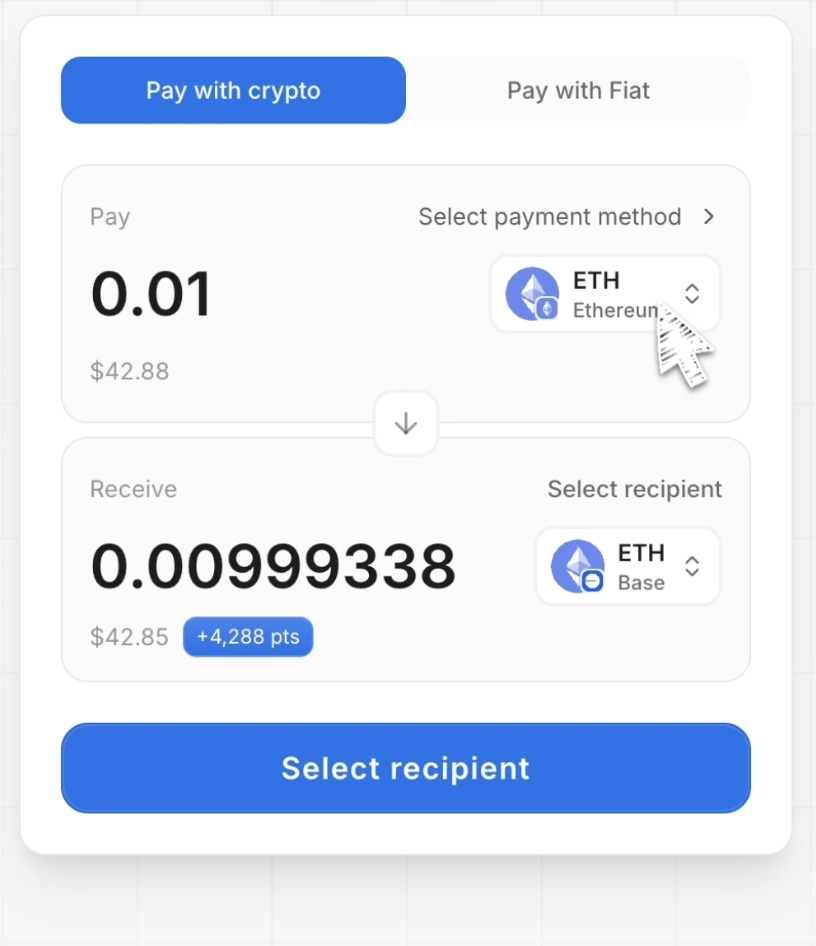 Pay with crypto
Pay with Fiat
Pay
Select payment method
0.01
ETH
$42.88
Receive
Select recipient
0.00999338
ETH
Base
$42.85
+4,288 pts
Select recipient